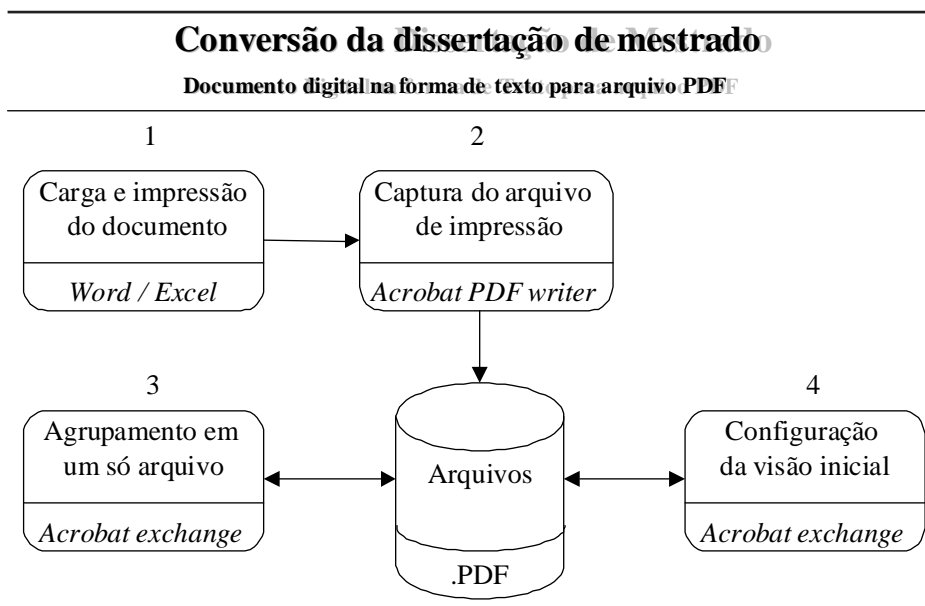 Conversão da dissertação de mestrado
Documento digital na forma de texto para arquivo PDF
1
Carga e impressão
do documento
Word / Excel
2
Captura do arquivo
de impressão
Acrobat PDF writer
3
Agrupamento em
um só arquivo
Acrobat exchange
Arquivos
.PDF
4
Configuração
da visão inicial
Acrobat exchange